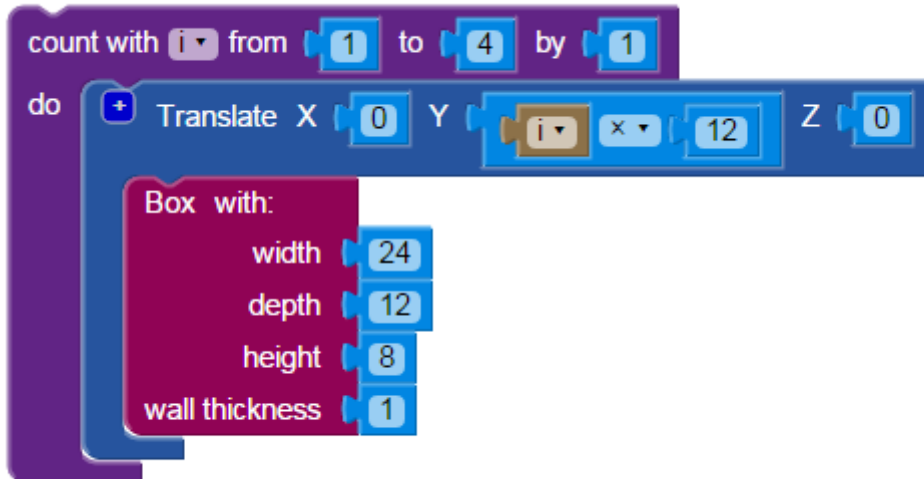 count with i from 1 to 4 by 1
do Translate X 0 Y i × 12 Z 0
Box with:
width 24
depth 12
height 8
wall thickness 1